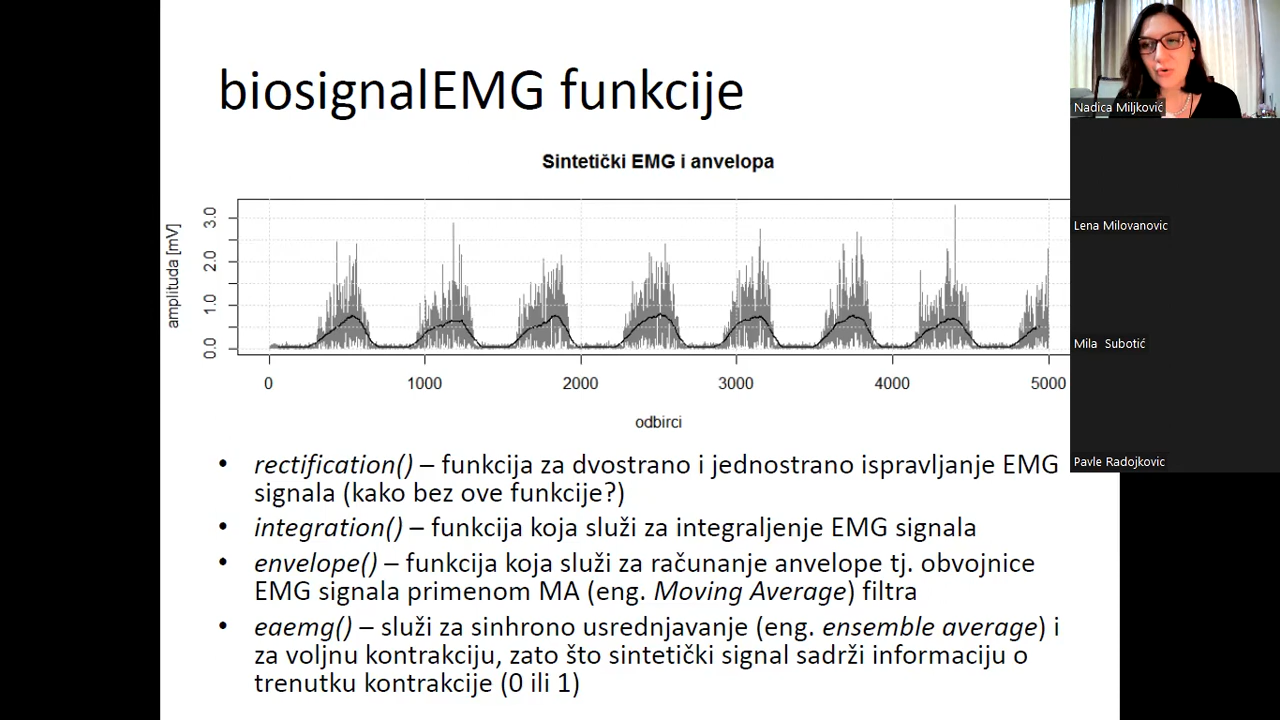 biosignalEMG funkcije
Sintetički EMG i anvelopa
amplituda [mV]
3.0
2.0
1.0
0.0
0 1000 2000 3000 4000 5000
odbirci
• rectification() – funkcija za dvostrano i jednostrano ispravljanje EMG
signala (kako bez ove funkcije?)
• integration() – funkcija koja služi za integraljenje EMG signala
• envelope() – funkcija koja služi za računanje anvelope tj. obvojnice
EMG signala primenom MA (eng. Moving Average) filtra
• eaemg() – služi za sinhrono usrednjavanje (eng. ensemble average) i
za voljnu kontrakciju, zato što sintetički signal sadrži informaciju o
trenutku kontrakcije (0 ili 1)
Nadica Miljković
Lena Milovanovic
Mila Subotić
Pavle Radojkovic